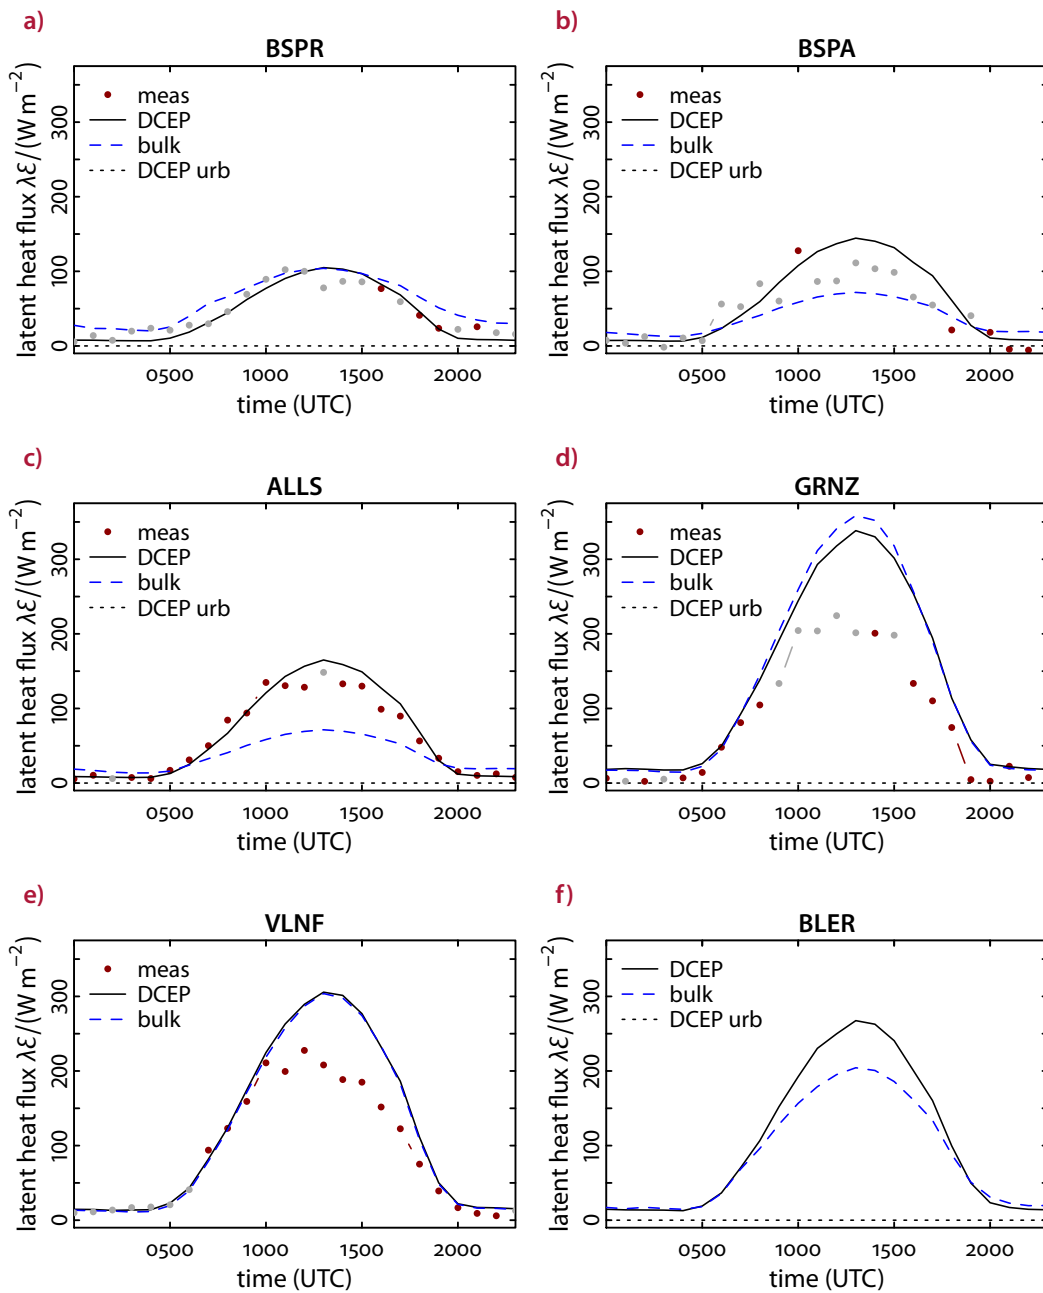 a)
BSPR
latent heat flux λε/(W m−2)
0 100 200 300
meas
DCEP
bulk
DCEP urb
0500 1000 1500 2000
time (UTC)
b)
BSPA
latent heat flux λε/(W m−2)
0 100 200 300
meas
DCEP
bulk
DCEP urb
0500 1000 1500 2000
time (UTC)
c)
ALLS
latent heat flux λε/(W m−2)
0 100 200 300
meas
DCEP
bulk
DCEP urb
0500 1000 1500 2000
time (UTC)
d)
GRNZ
latent heat flux λε/(W m−2)
0 100 200 300
meas
DCEP
bulk
DCEP urb
0500 1000 1500 2000
time (UTC)
e)
VLNF
latent heat flux λε/(W m−2)
0 100 200 300
meas
DCEP
bulk
0500 1000 1500 2000
time (UTC)
f)
BLER
latent heat flux λε/(W m−2)
0 100 200 300
DCEP
bulk
DCEP urb
0500 1000 1500 2000
time (UTC)